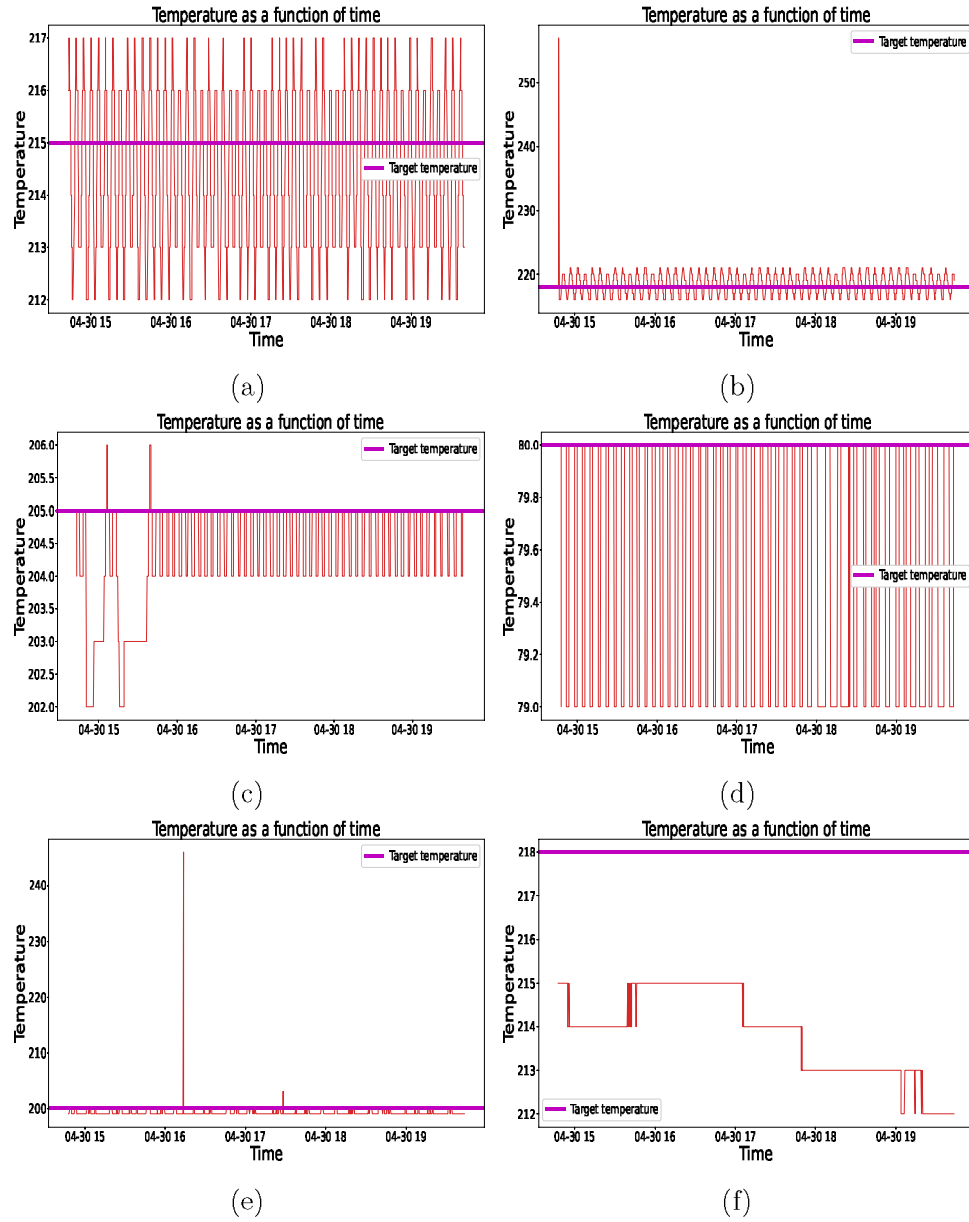 Temperature as a function of time
217
216
215
214
213
212
Temperature
Target temperature
04-30 15 04-30 16 04-30 17 04-30 18 04-30 19
Time
(a)
Temperature as a function of time
250
240
230
220
Temperature
Target temperature
04-30 15 04-30 16 04-30 17 04-30 18 04-30 19
Time
(b)
Temperature as a function of time
206.0
205.5
205.0
204.5
204.0
203.5
203.0
202.5
202.0
Temperature
Target temperature
04-30 15 04-30 16 04-30 17 04-30 18 04-30 19
Time
(c)
Temperature as a function of time
80.0
79.8
79.6
79.4
79.2
79.0
Temperature
Target temperature
04-30 15 04-30 16 04-30 17 04-30 18 04-30 19
Time
(d)
Temperature as a function of time
240
230
220
210
200
Temperature
Target temperature
04-30 15 04-30 16 04-30 17 04-30 18 04-30 19
Time
(e)
Temperature as a function of time
218
217
216
215
214
213
212
Temperature
Target temperature
04-30 15 04-30 16 04-30 17 04-30 18 04-30 19
Time
(f)